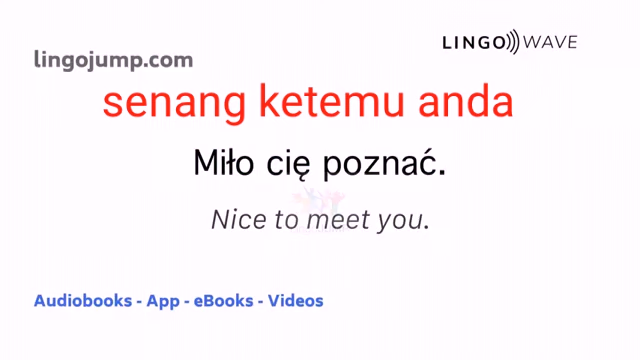 LINGO WAVE
lingojump.com
senang ketemu anda
Miło cię poznać.
Nice to meet you.
Audiobooks - App - eBooks - Videos